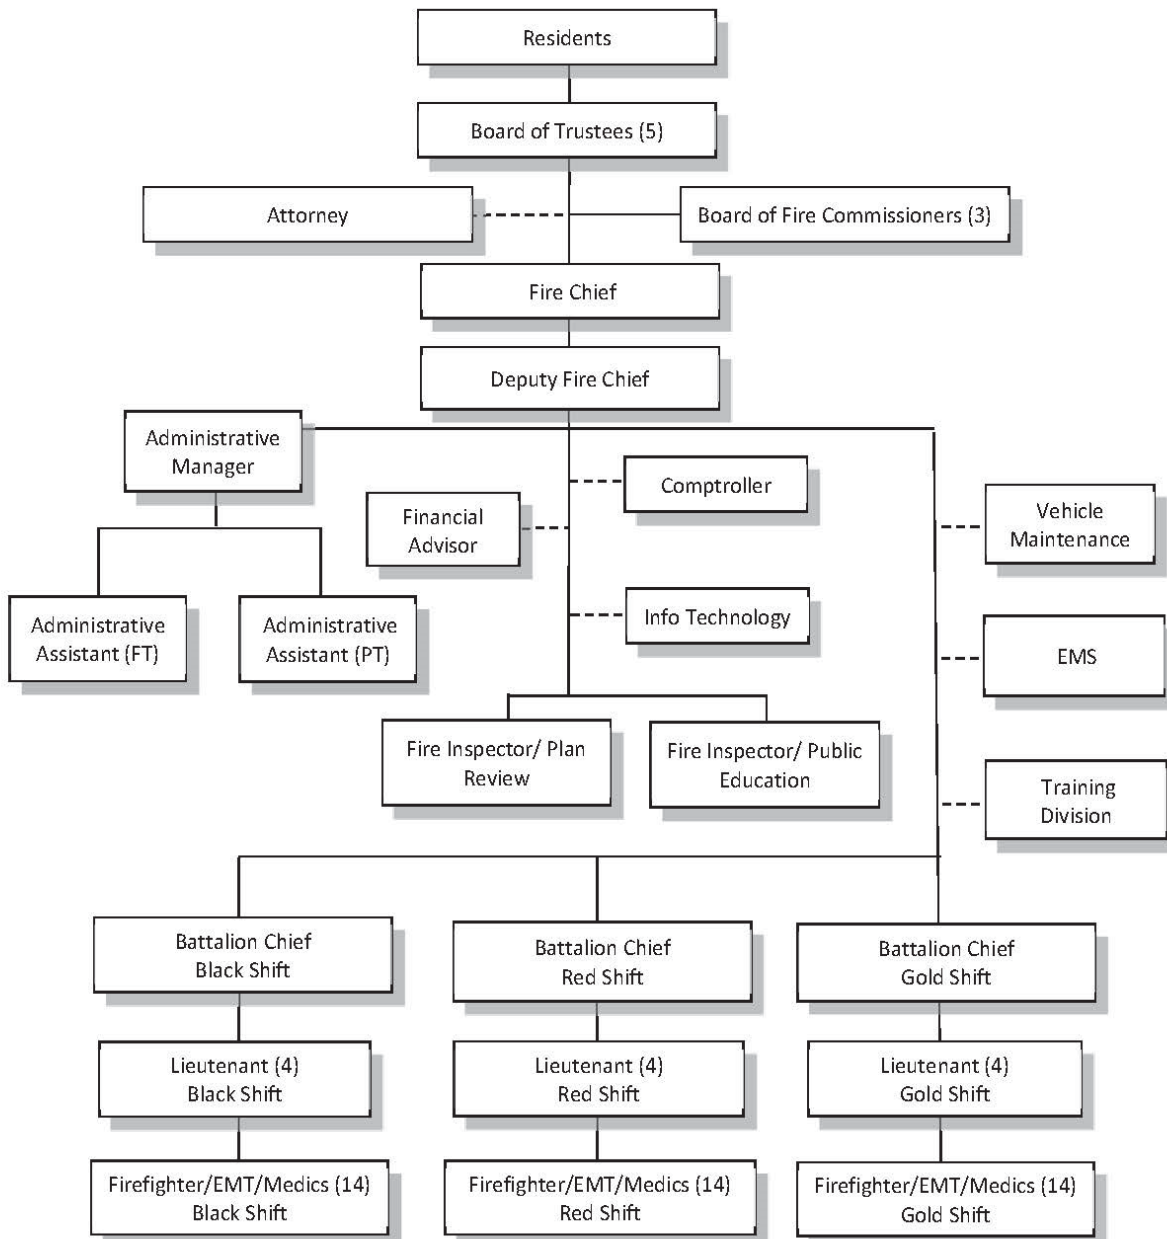 Residents
Board of Trustees (5)
Attorney
Board of Fire Commissioners (3)
Fire Chief
Deputy Fire Chief
Administrative
Manager
Comptroller
Financial
Advisor
Vehicle
Maintenance
Administrative
Assistant (FT)
Administrative
Assistant (PT)
Info Technology
EMS
Fire Inspector/ Plan
Review
Fire Inspector/ Public
Education
Training
Division
Battalion Chief
Black Shift
Battalion Chief
Red Shift
Battalion Chief
Gold Shift
Lieutenant (4)
Black Shift
Lieutenant (4)
Red Shift
Lieutenant (4)
Gold Shift
Firefighter/EMT/Medics (14)
Black Shift
Firefighter/EMT/Medics (14)
Red Shift
Firefighter/EMT/Medics (14)
Gold Shift